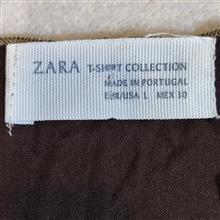 ZARA T-SHIRT COLLECTION
MADE IN PORTUGAL
EUR/USA L MEX 30